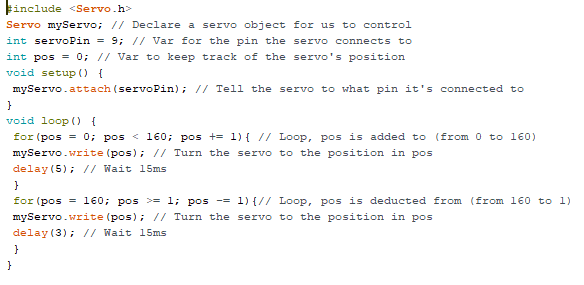 #include <Servo.h>
Servo myServo; // Declare a servo object for us to control
int servoPin = 9; // Var for the pin the servo connects to
int pos = 0; // Var to keep track of the servo's position
void setup() {
myServo.attach(servoPin); // Tell the servo to what pin it's connected to
}
void loop() {
for(pos = 0; pos < 160; pos += 1){ // Loop, pos is added to (from 0 to 160)
myServo.write(pos); // Turn the servo to the position in pos
delay(5); // Wait 15ms
}
for(pos = 160; pos >= 1; pos -= 1){// Loop, pos is deducted from (from 160 to 1)
myServo.write(pos); // Turn the servo to the position in pos
delay(3); // Wait 15ms
}
}